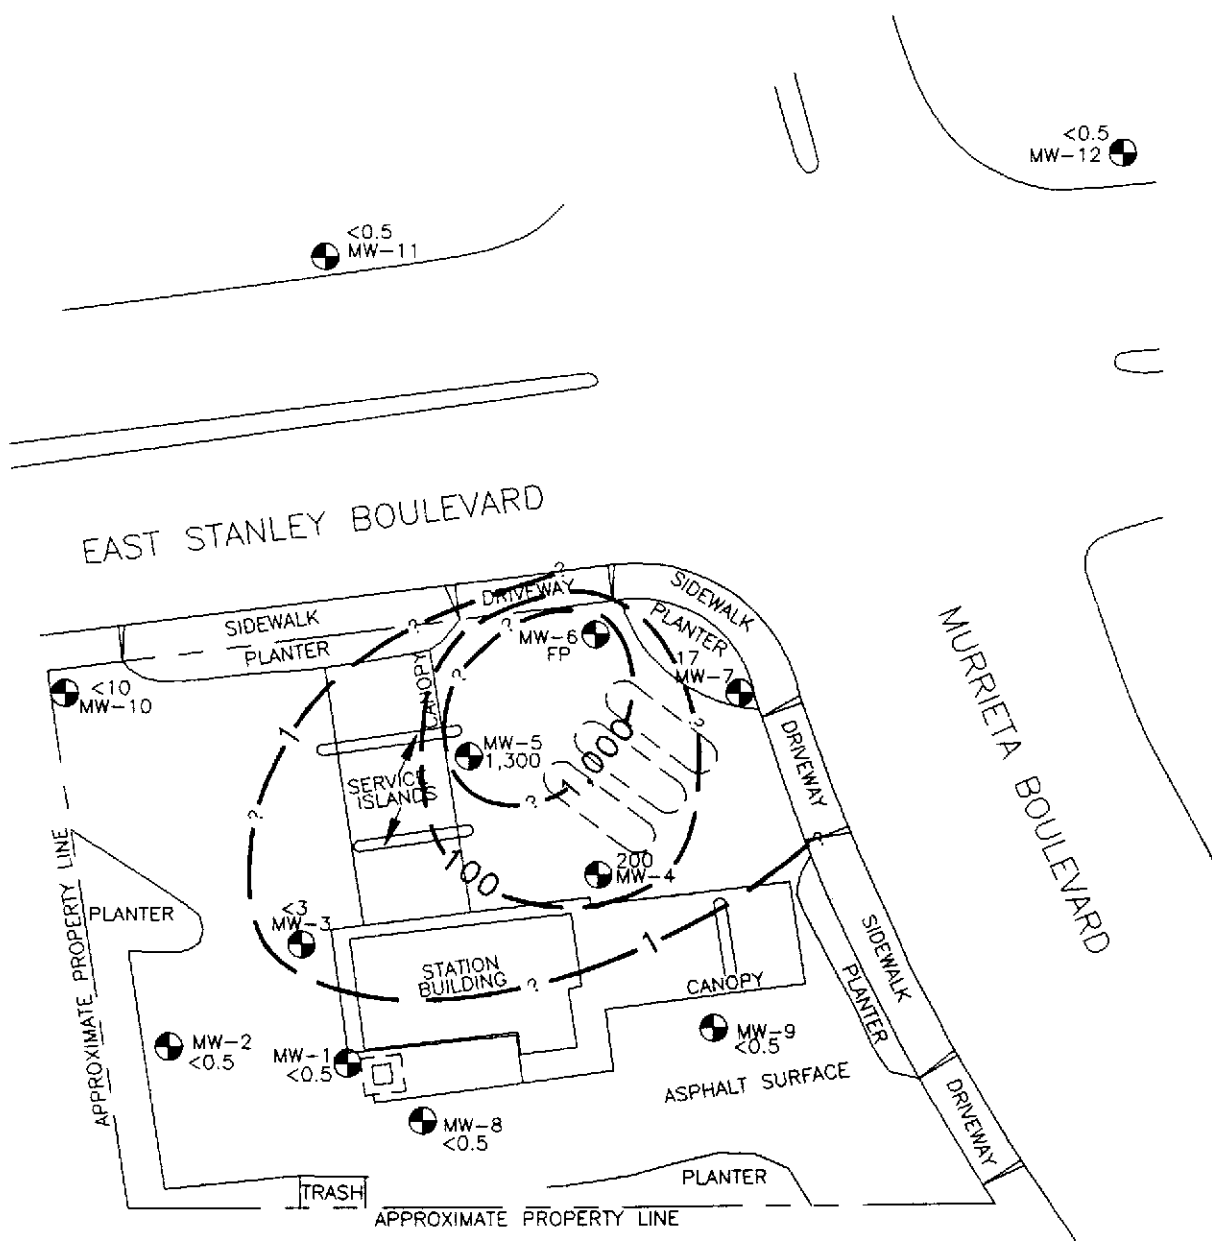 <0.5
MW-12
<0.5
MW-11
EAST STANLEY BOULEVARD
MURRIETA BOULEVARD
?
DRIVEWAY
SIDEWALK
SIDEWALK
PLANTER
?
?
MW-6
FP
PLANTER
17
MW-7
<10
MW-10
CANOPY
?
?
1
MW-5
1,300
1,000
DRIVEWAY
SERVICE
ISLANDS
?
?
?
100
200
MW-4
APPROXIMATE PROPERTY LINE
PLANTER
<3
MW-3
STATION
BUILDING
?
1
CANOPY
SIDEWALK
PLANTER
MW-2
<0.5
MW-1
<0.5
MW-9
<0.5
ASPHALT SURFACE
DRIVEWAY
MW-8
<0.5
TRASH
PLANTER
APPROXIMATE PROPERTY LINE